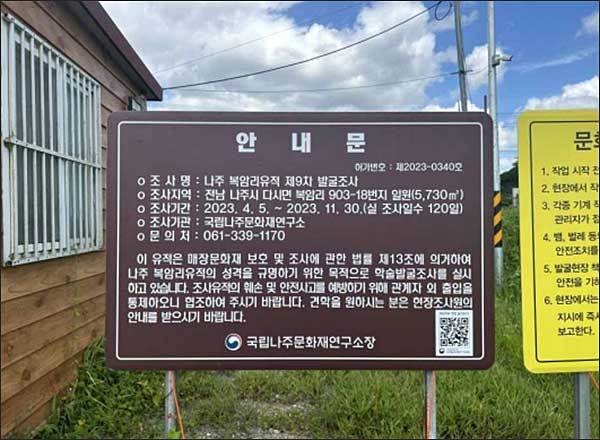 안 내 문
허가번호 : 제2023-0340호
ㅇ 조 사 명 : 나주 복암리유적 제9차 발굴조사
ㅇ 조사지역 : 전남 나주시 다시면 복암리 903-18번지 일원(5,730㎡)
ㅇ 조사기간 : 2023. 4. 5. ~ 2023. 11. 30.(실 조사일수 120일)
ㅇ 조사기관 : 국립나주문화재연구소
ㅇ 문 의 처 : 061-339-1170
이 유적은 매장문화재 보호 및 조사에 관한 법률 제13조에 의거하여
나주 복암리유적의 성격을 규명하기 위한 목적으로 학술발굴조사를 실시
하고 있습니다. 조사유적의 훼손 및 안전사고를 예방하기 위해 관계자 외 출입을
통제하오니 협조하여 주시기 바랍니다. 견학을 원하시는 분은 현장조사원의
안내를 받으시기 바랍니다.
국립나주문화재연구소장
문화
1. 작업 시작 전
2. 현장에서 작
3. 각종 기계
관리자가 접
4. 뱀, 벌레 등
안전조치를
5. 발굴현장
안전을 기하
6. 현장에서는
지시에 즉시
보고한다.